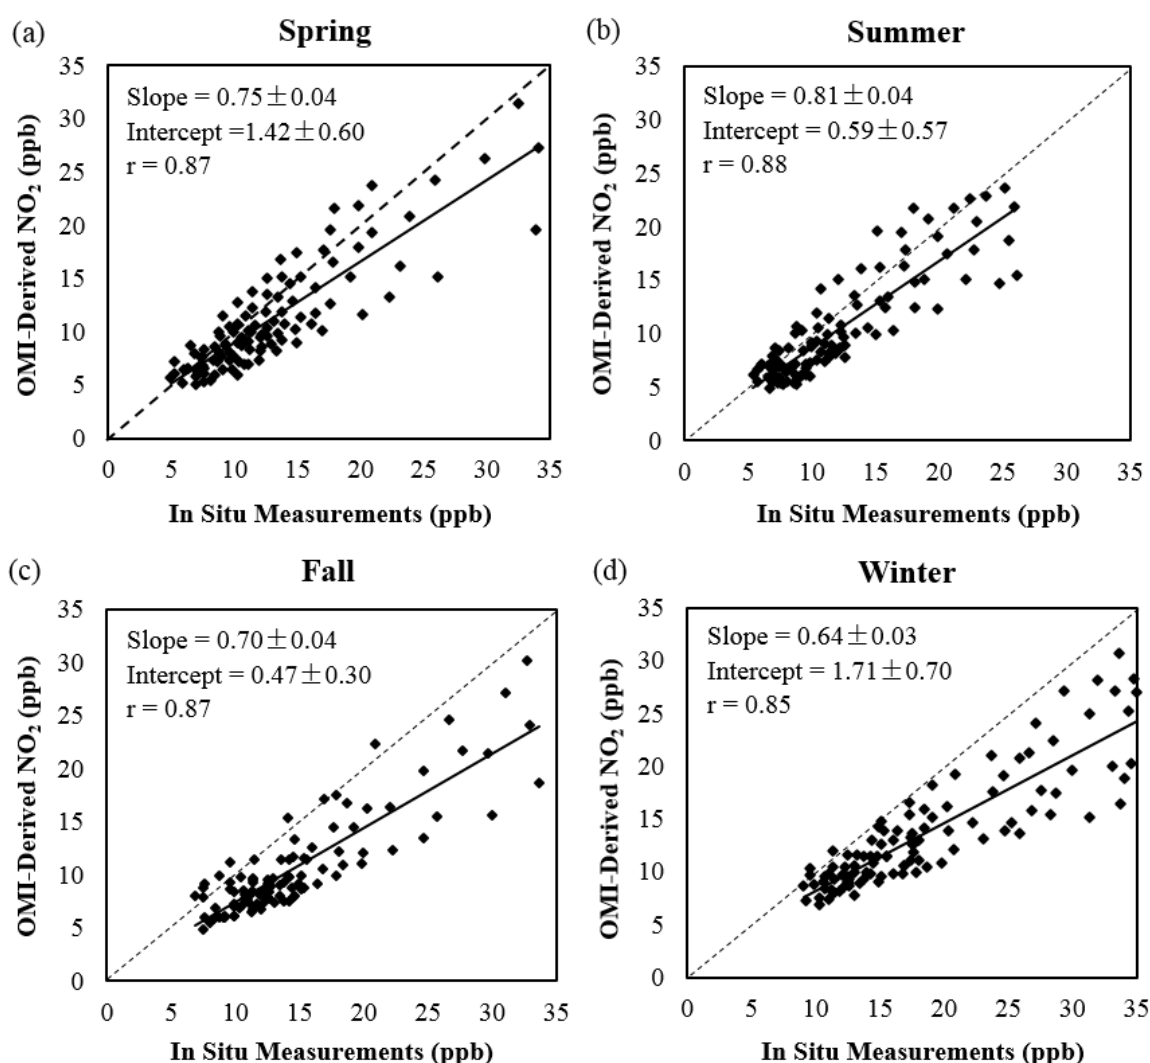 (a) Spring
Slope = 0.75±0.04
Intercept =1.42±0.60
r = 0.87
OMI-Derived NO₂ (ppb)
35
30
25
20
15
10
5
0
0 5 10 15 20 25 30 35
In Situ Measurements (ppb)
(b) Summer
Slope = 0.81±0.04
Intercept = 0.59±0.57
r = 0.88
OMI-Derived NO₂ (ppb)
35
30
25
20
15
10
5
0
0 5 10 15 20 25 30 35
In Situ Measurements (ppb)
(c) Fall
Slope = 0.70±0.04
Intercept = 0.47±0.30
r = 0.87
OMI-Derived NO₂ (ppb)
35
30
25
20
15
10
5
0
0 5 10 15 20 25 30 35
In Situ Measurements (ppb)
(d) Winter
Slope = 0.64±0.03
Intercept = 1.71±0.70
r = 0.85
OMI-Derived NO₂ (ppb)
35
30
25
20
15
10
5
0
0 5 10 15 20 25 30 35
In Situ Measurements (ppb)